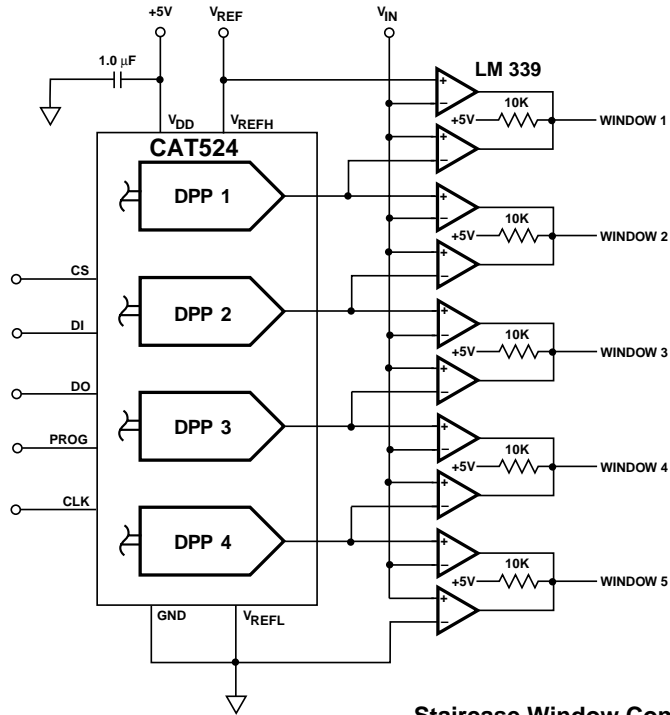 +5V
VREF
VIN
1.0 μF
LM 339
VDD
VREFH
CAT524
+
–
10K
+5V
WINDOW 1
+
–
DPP 1
+
–
10K
+5V
WINDOW 2
+
–
CS
DPP 2
+
–
10K
DI
+5V
WINDOW 3
+
–
DO
DPP 3
+
–
10K
PROG
+5V
WINDOW 4
+
–
CLK
DPP 4
+
–
10K
+5V
WINDOW 5
+
–
GND
VREFL
Staircase Window